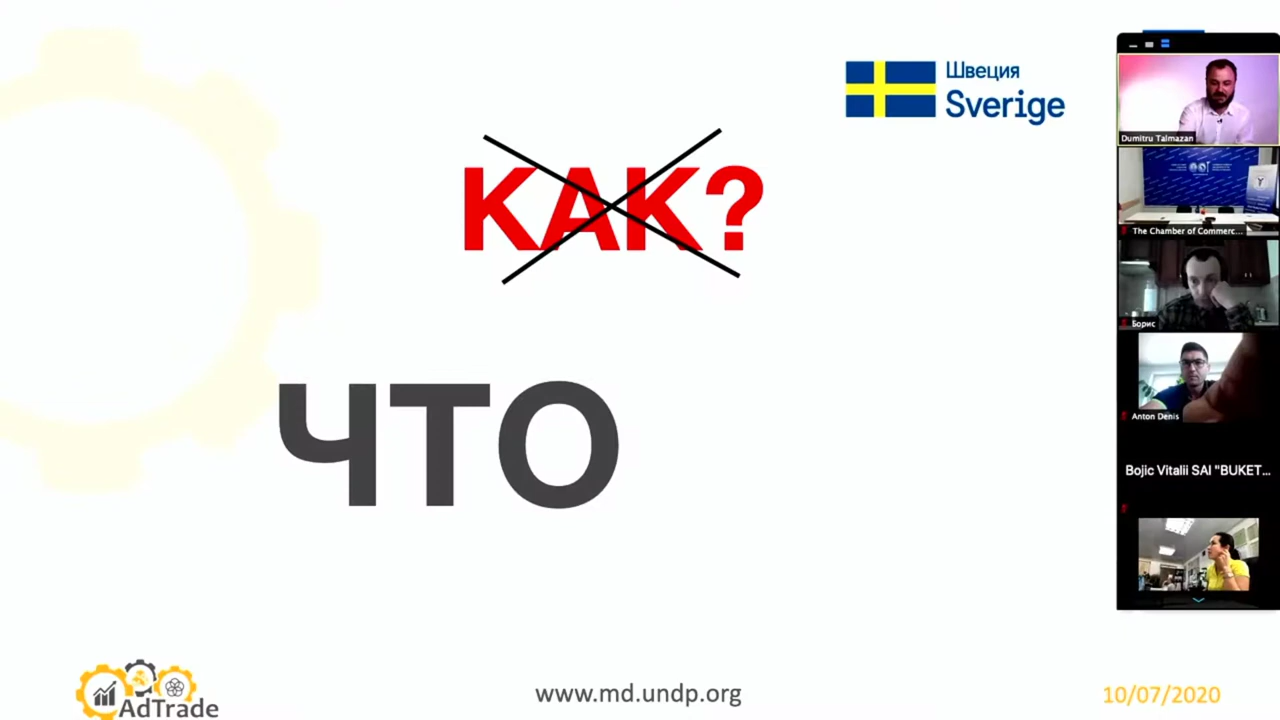 Швеция
Sverige
КАК?
ЧТО
Dumitru Talmazan
The Chamber of Commerc...
Борис
Anton Denis
Bojic Vitalii SAI "BUKET...
AdTrade
www.md.undp.org
10/07/2020